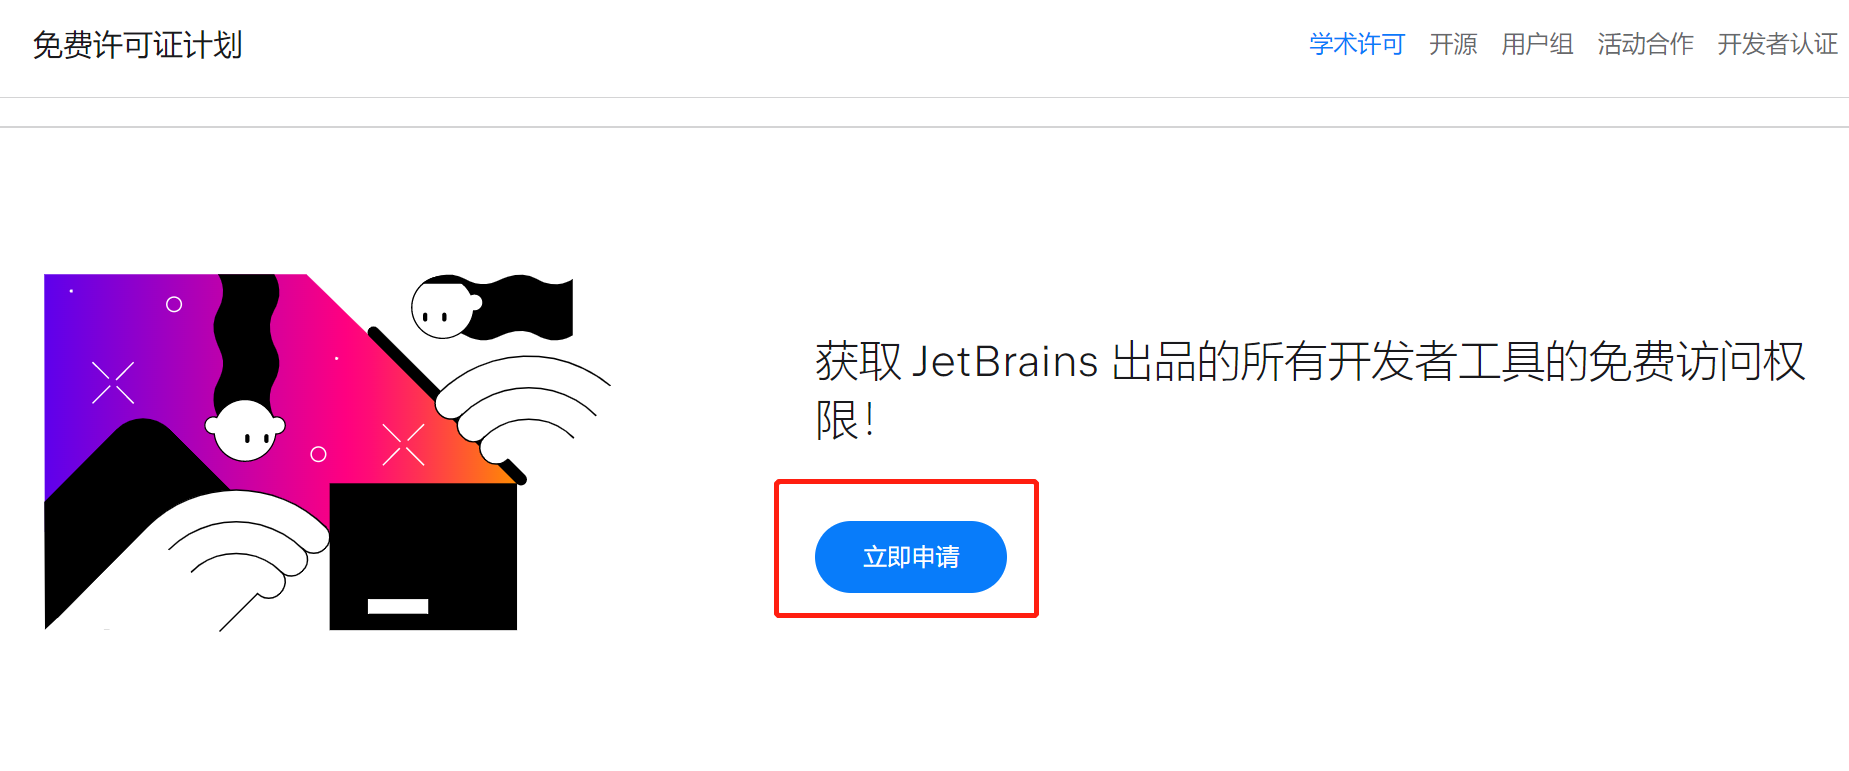 免费许可证计划
学术许可 开源 用户组 活动合作 开发者认证
获取 JetBrains 出品的所有开发者工具的免费访问权
限！
立即申请